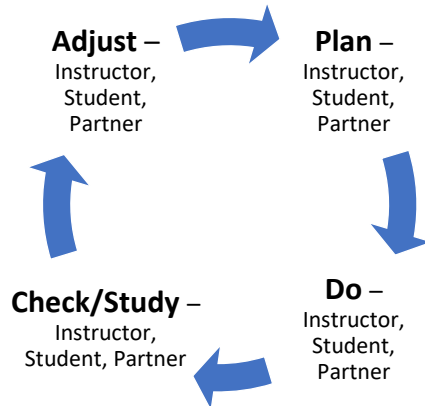 Adjust –
Instructor,
Student,
Partner
Plan –
Instructor,
Student,
Partner
Do –
Instructor,
Student,
Partner
Check/Study –
Instructor,
Student, Partner